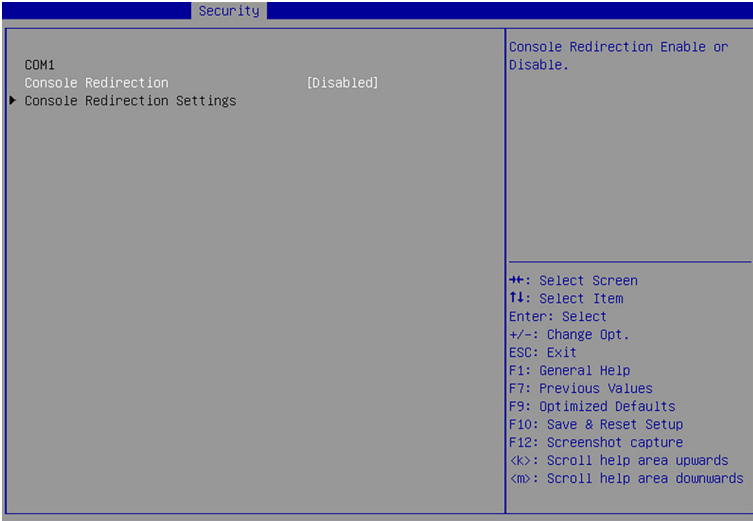 Security
COM1
Console Redirection [Disabled]
Console Redirection Settings
Console Redirection Enable or
Disable.
→←: Select Screen
↑↓: Select Item
Enter: Select
+/-: Change Opt.
ESC: Exit
F1: General Help
F7: Previous Values
F9: Optimized Defaults
F10: Save & Reset Setup
F12: Screenshot capture
<k>: Scroll help area upwards
<m>: Scroll help area downwards